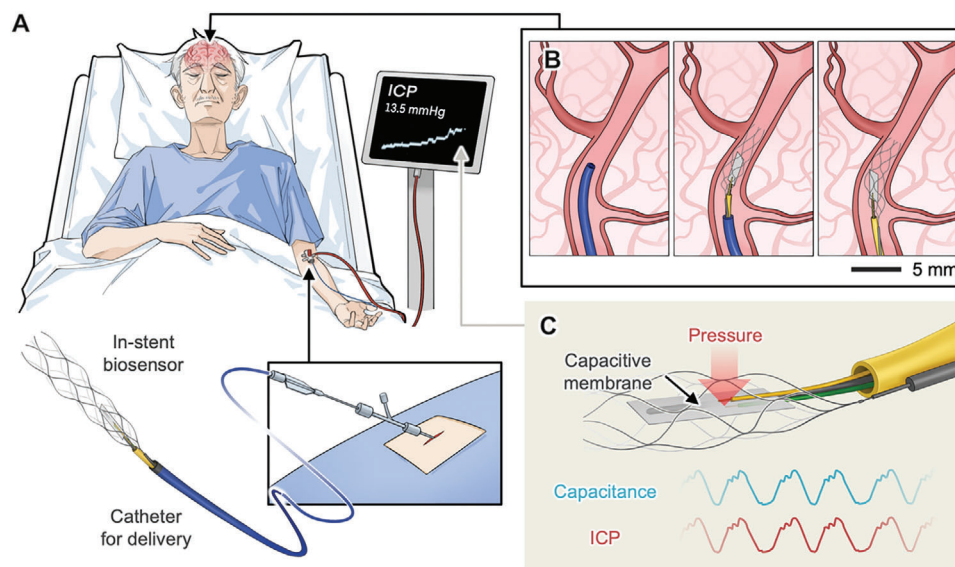 A
ICP
13.5 mmHg
B
5 mm
In-stent
biosensor
Catheter
for delivery
C
Pressure
Capacitive
membrane
Capacitance
ICP